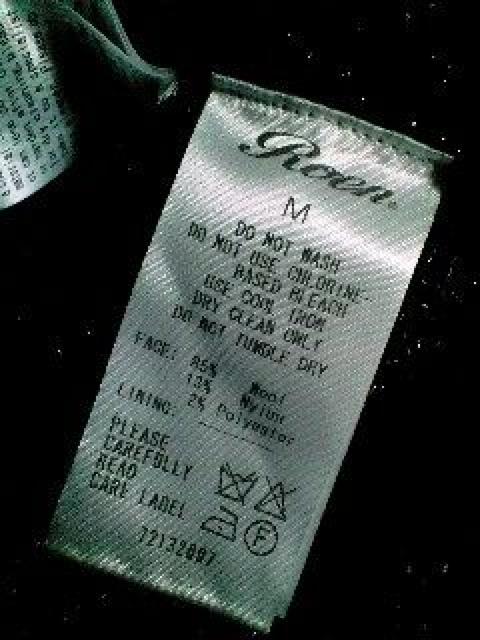 Roen
M
DO NOT WASH
DO NOT USE CHLORINE-
BASED BLEACH
USE COOL IRON
DRY CLEAN ONLY
DO NOT TUMBLE DRY
FACE: 85% Wool
13% Nylon
2% Polyester
LINING: --------
PLEASE
CAREFULLY
READ
CARE LABEL
F
72132007